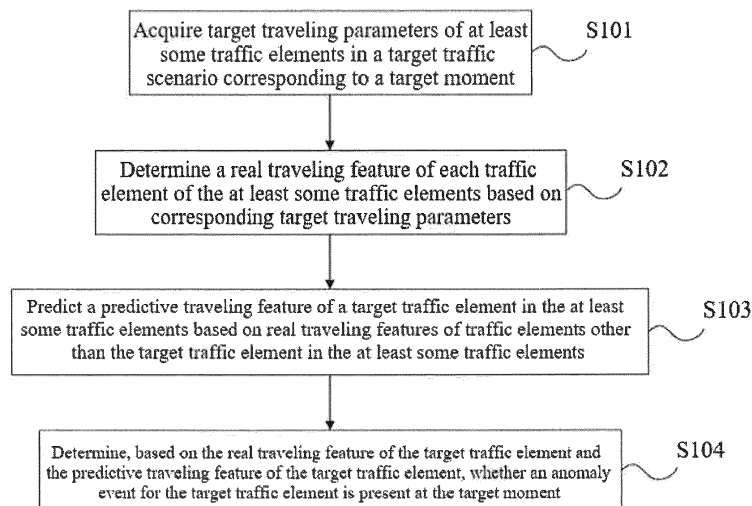 Acquire target traveling parameters of at least
some traffic elements in a target traffic
scenario corresponding to a target moment
S101
Determine a real traveling feature of each traffic
element of the at least some traffic elements based on
corresponding target traveling parameters
S102
Predict a predictive traveling feature of a target traffic element in the at least
some traffic elements based on real traveling features of traffic elements other
than the target traffic element in the at least some traffic elements
S103
Determine, based on the real traveling feature of the target traffic element and
the predictive traveling feature of the target traffic element, whether an anomaly
event for the target traffic element is present at the target moment
S104